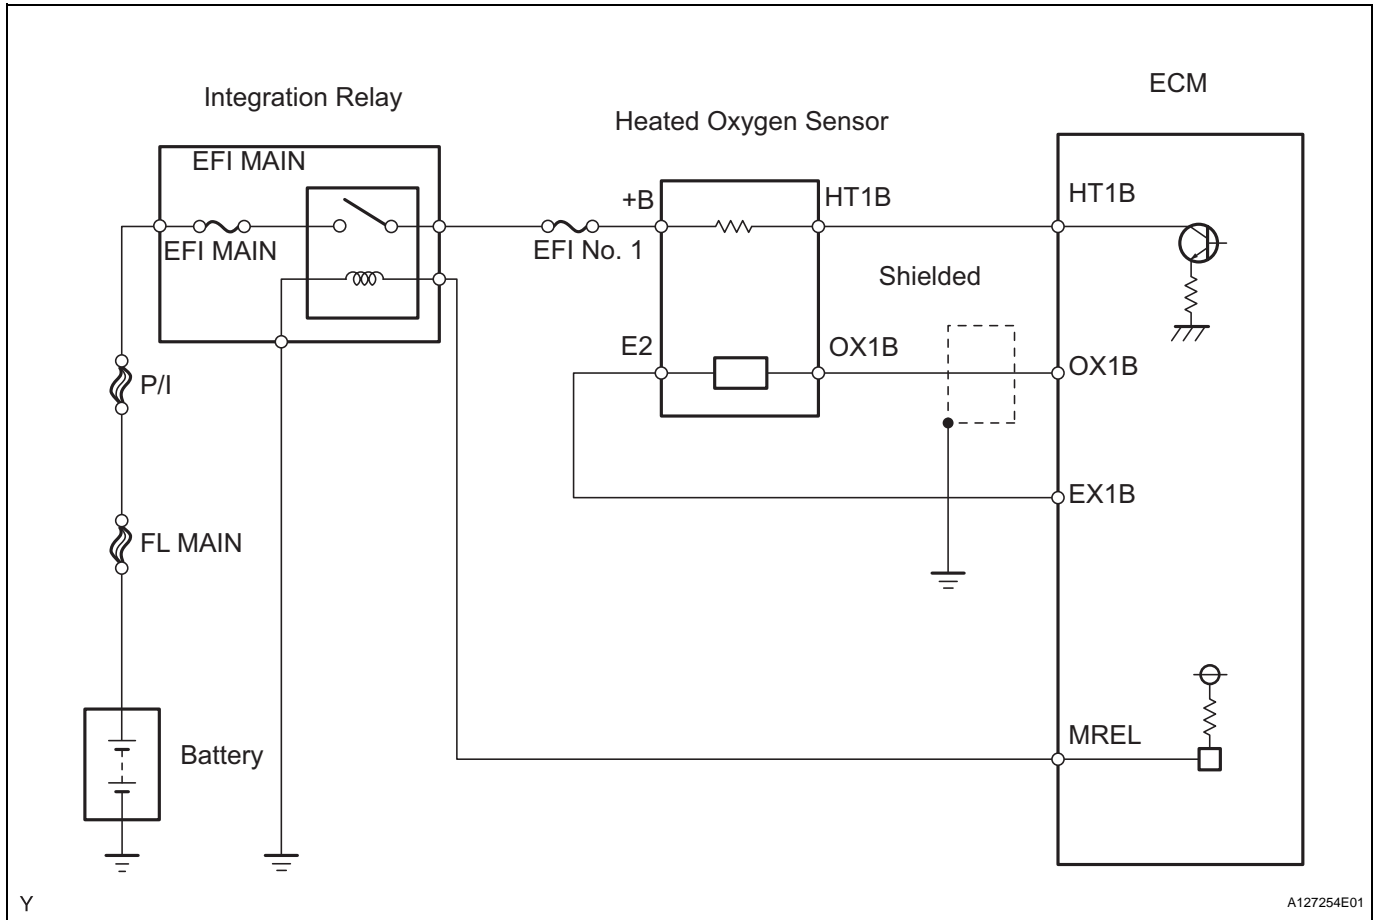 ECM
Integration Relay
Heated Oxygen Sensor
EFI MAIN
+B
HT1B
HT1B
EFI MAIN
EFI No. 1
Shielded
E2
OX1B
OX1B
P/I
EX1B
FL MAIN
MREL
Battery
Y
A127254E01